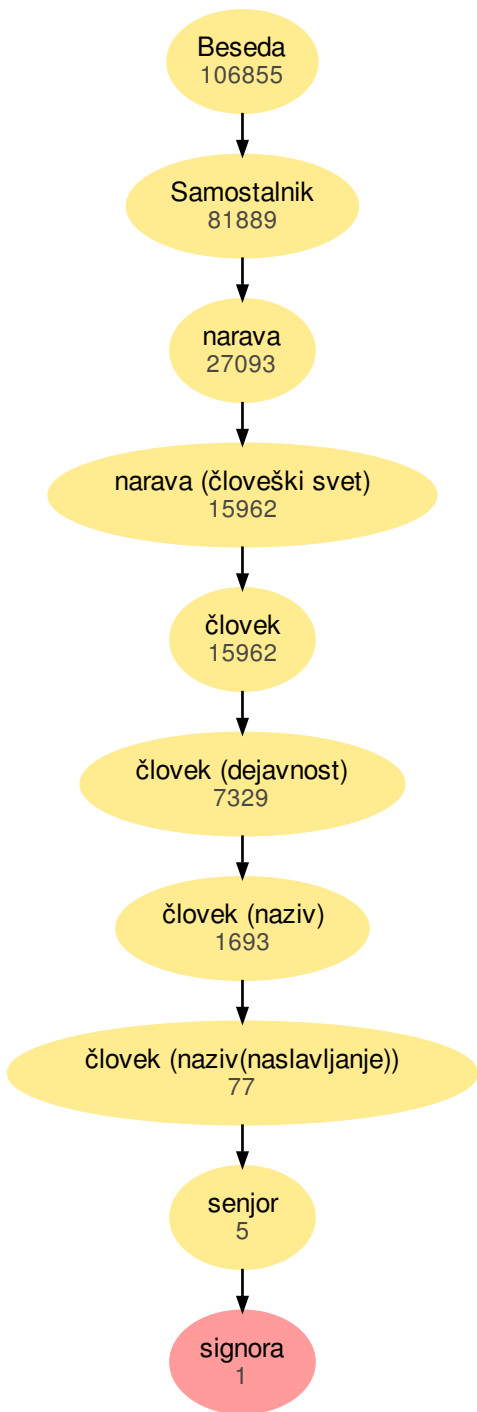 Beseda
106855
Samostalnik
81889
narava
27093
narava (človeški svet)
15962
človek
15962
človek (dejavnost)
7329
človek (naziv)
1693
človek (naziv(naslavljanje))
77
senjor
5
signora
1